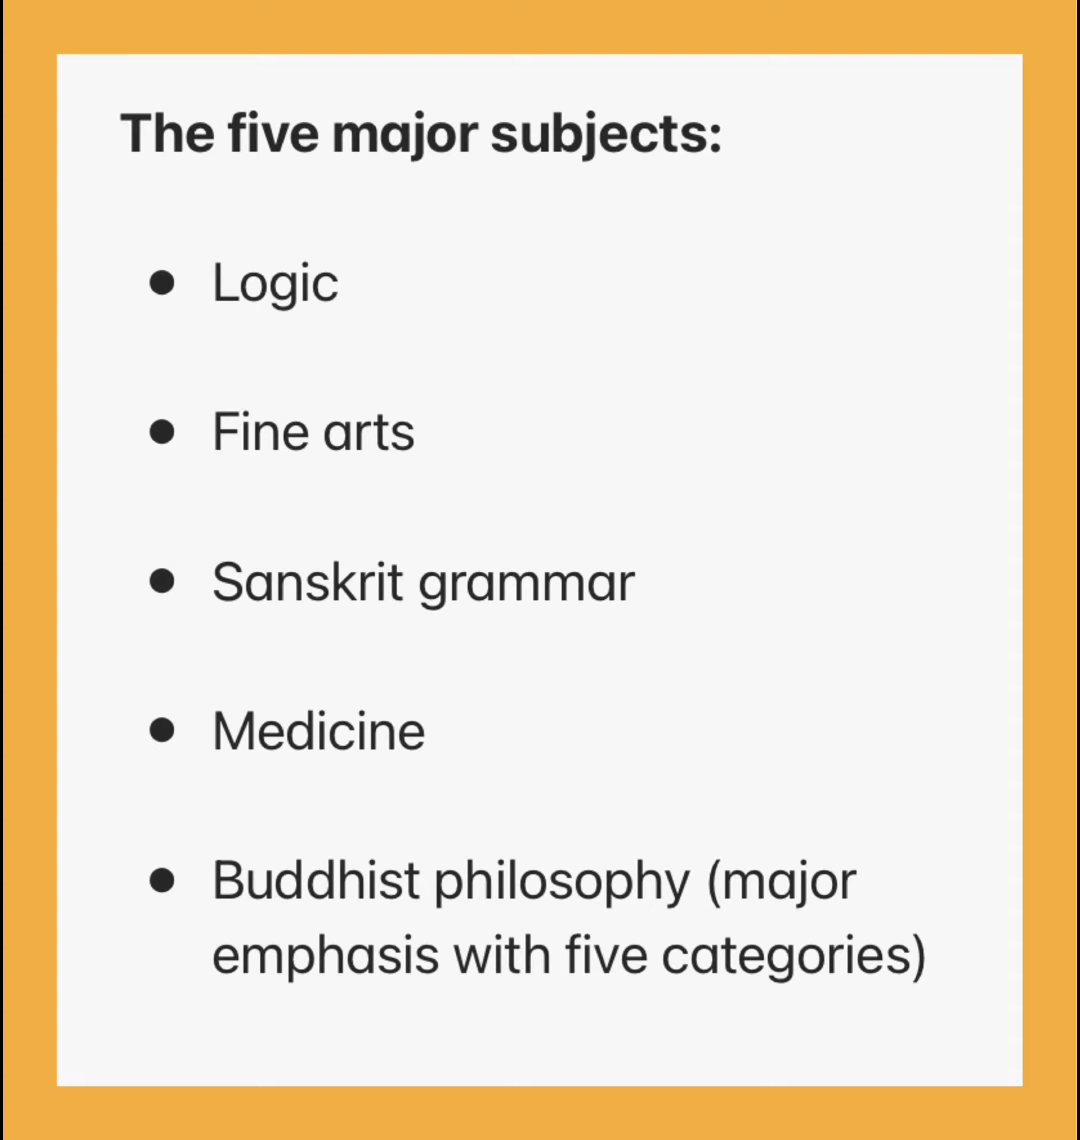 The five major subjects:
● Logic
● Fine arts
● Sanskrit grammar
● Medicine
● Buddhist philosophy (major
emphasis with five categories)